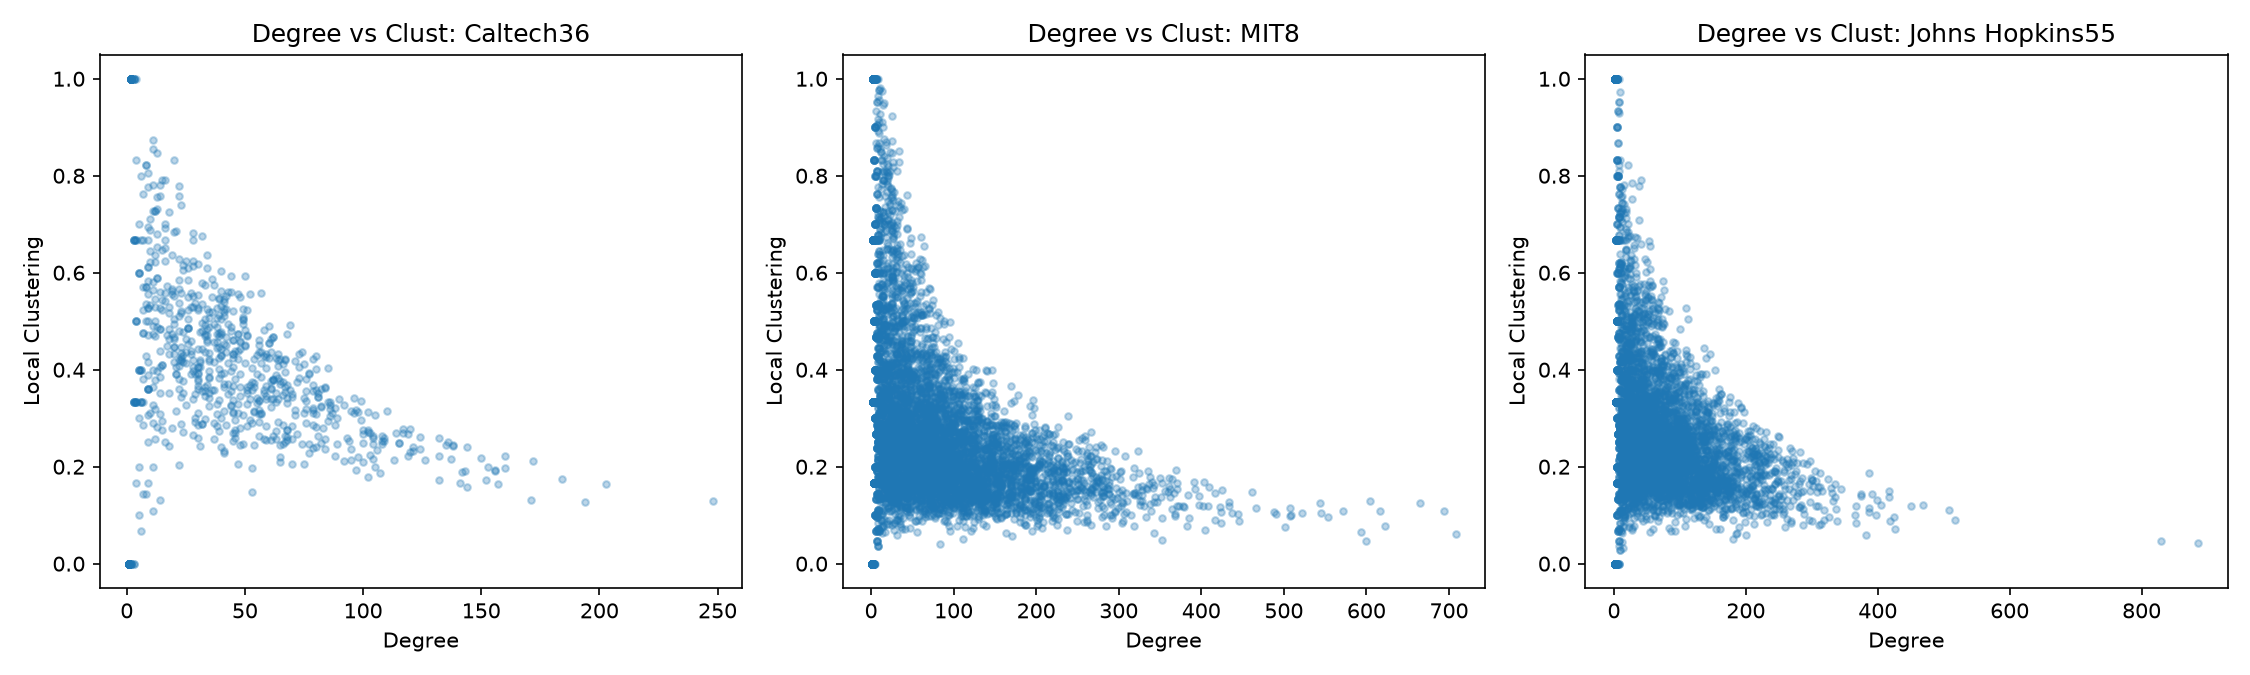 Degree vs Clust: Caltech36
Degree vs Clust: MIT8
Degree vs Clust: Johns Hopkins55
Local Clustering
1.0
0.8
0.6
0.4
0.2
0.0
0 50 100 150 200 250
Degree
Local Clustering
1.0
0.8
0.6
0.4
0.2
0.0
0 100 200 300 400 500 600 700
Degree
Local Clustering
1.0
0.8
0.6
0.4
0.2
0.0
0 200 400 600 800
Degree